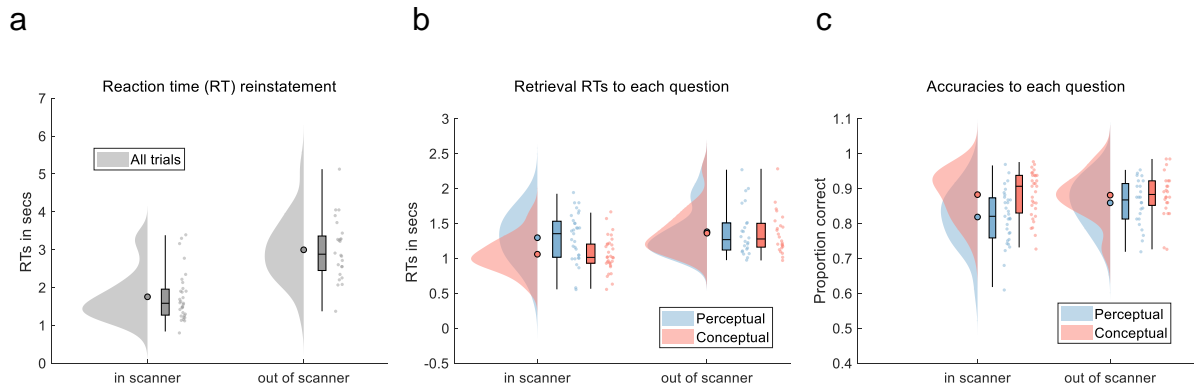 a
Reaction time (RT) reinstatement
RTs in secs
7
6
5
4
3
2
1
0
All trials
in scanner
out of scanner
b
Retrieval RTs to each question
RTs in secs
3
2.5
2
1.5
1
0.5
0
-0.5
Perceptual
Conceptual
in scanner
out of scanner
c
Accuracies to each question
Proportion correct
1.1
1
0.9
0.8
0.7
0.6
0.5
0.4
Perceptual
Conceptual
in scanner
out of scanner